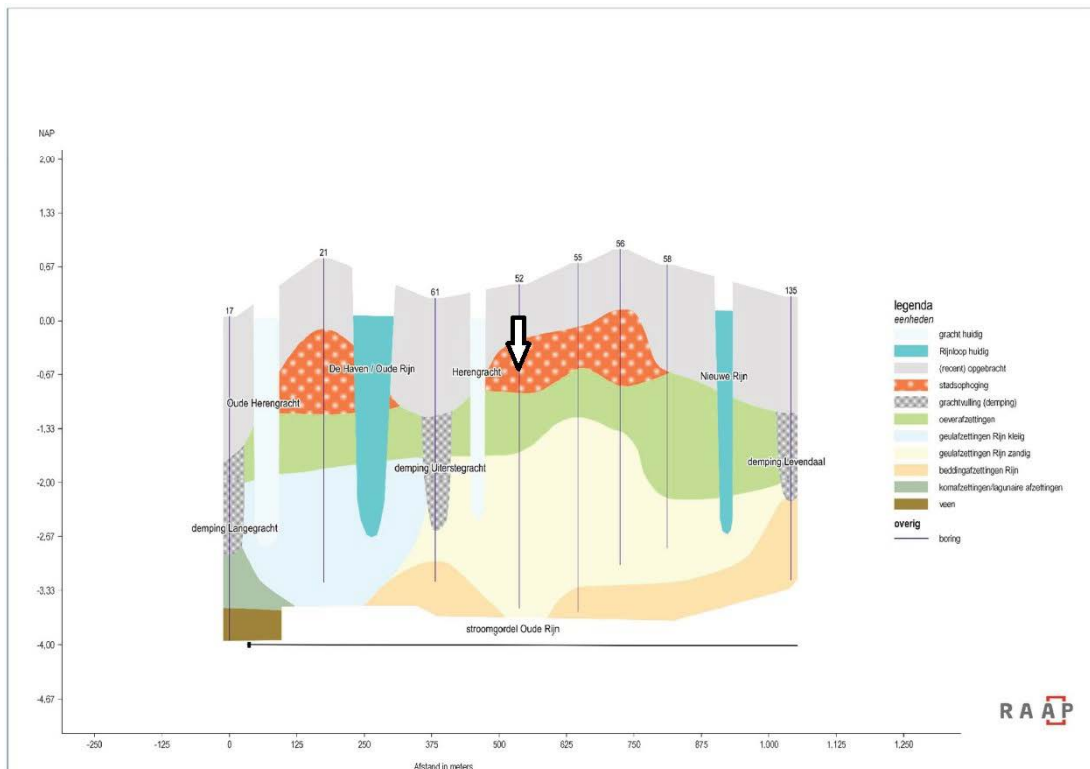 NAP
2,00
1,33
0,67
0,00
-0,67
-1,33
-2,00
-2,67
-3,33
-4,00
-4,67
17
21
61
52
55
56
58
135
De Haven / Oude Rijn
Herengracht
Nieuwe Rijn
Oude Herengracht
demping Uiterstegracht
demping Levendaal
demping Langegracht
stroomgordel Oude Rijn
legenda
eenheden
gracht huidig
Rijnloop huidig
(recent) opgebracht
stadsophoging
grachtvulling (demping)
oeverafzettingen
geulafzettingen Rijn kleiig
geulafzettingen Rijn zandig
beddingafzettingen Rijn
komafzettingen/lagunaire afzettingen
veen
overig
boring
RAAP
-250
-125
0
125
250
375
500
625
750
875
1.000
1.125
1.250
Afstand in meters